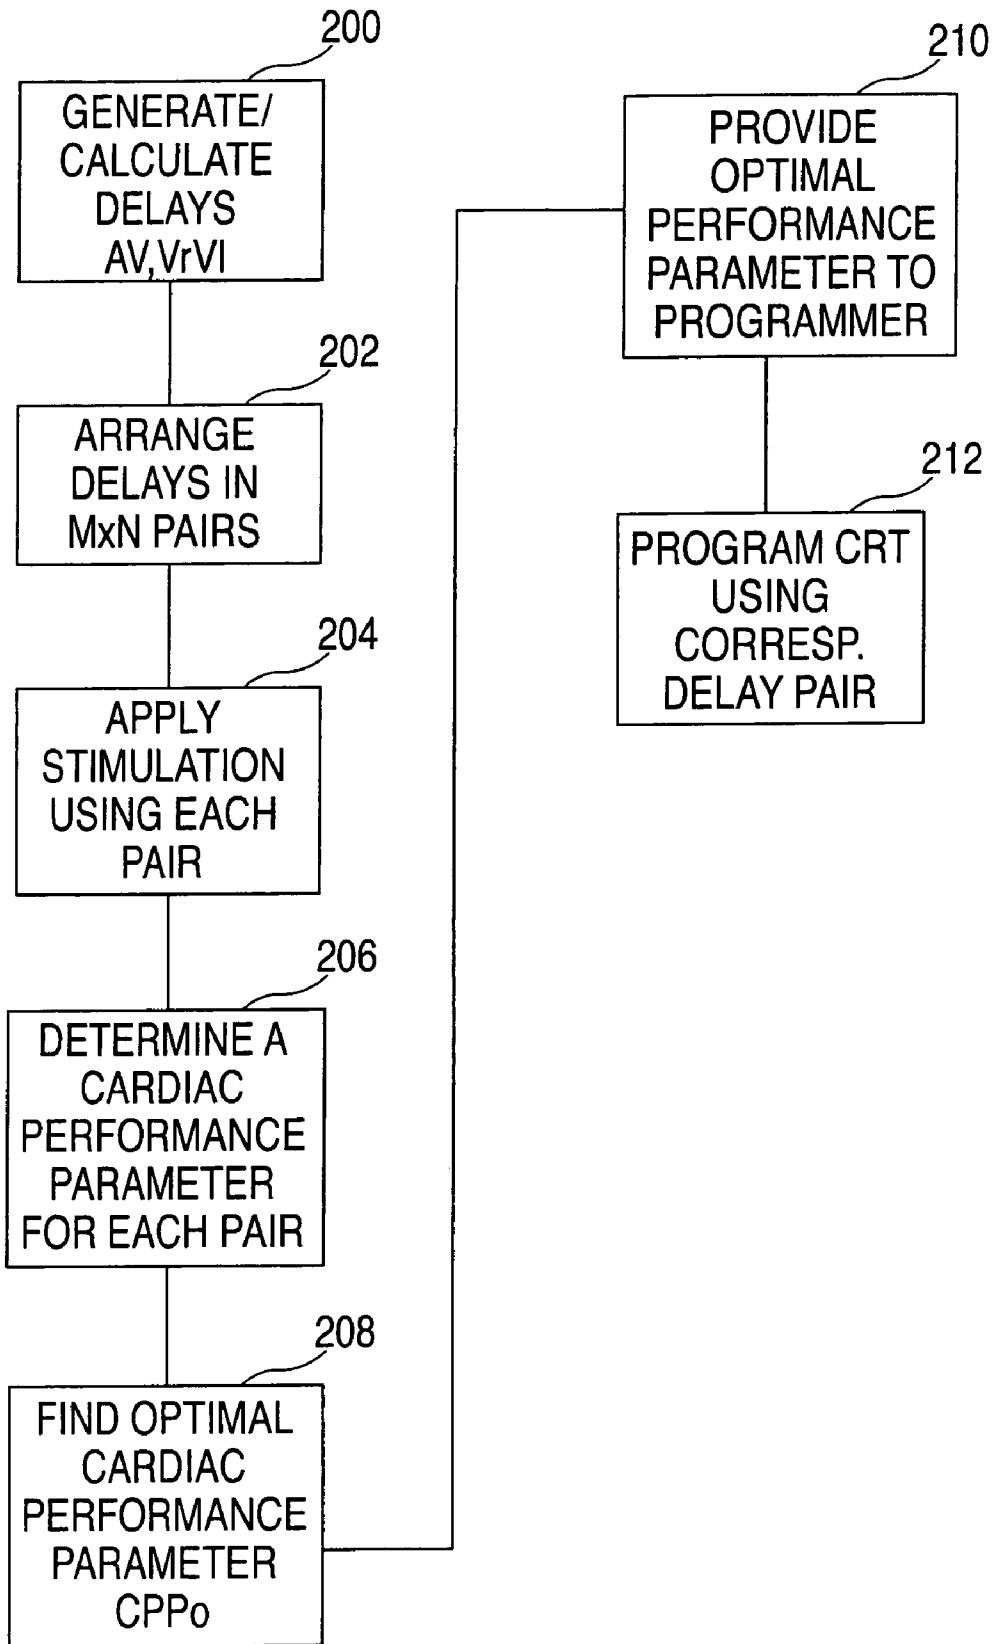 200
GENERATE/
CALCULATE
DELAYS
AV,VrVl
202
ARRANGE
DELAYS IN
MxN PAIRS
204
APPLY
STIMULATION
USING EACH
PAIR
206
DETERMINE A
CARDIAC
PERFORMANCE
PARAMETER
FOR EACH PAIR
208
FIND OPTIMAL
CARDIAC
PERFORMANCE
PARAMETER
CPPo
210
PROVIDE
OPTIMAL
PERFORMANCE
PARAMETER TO
PROGRAMMER
212
PROGRAM CRT
USING
CORRESP.
DELAY PAIR